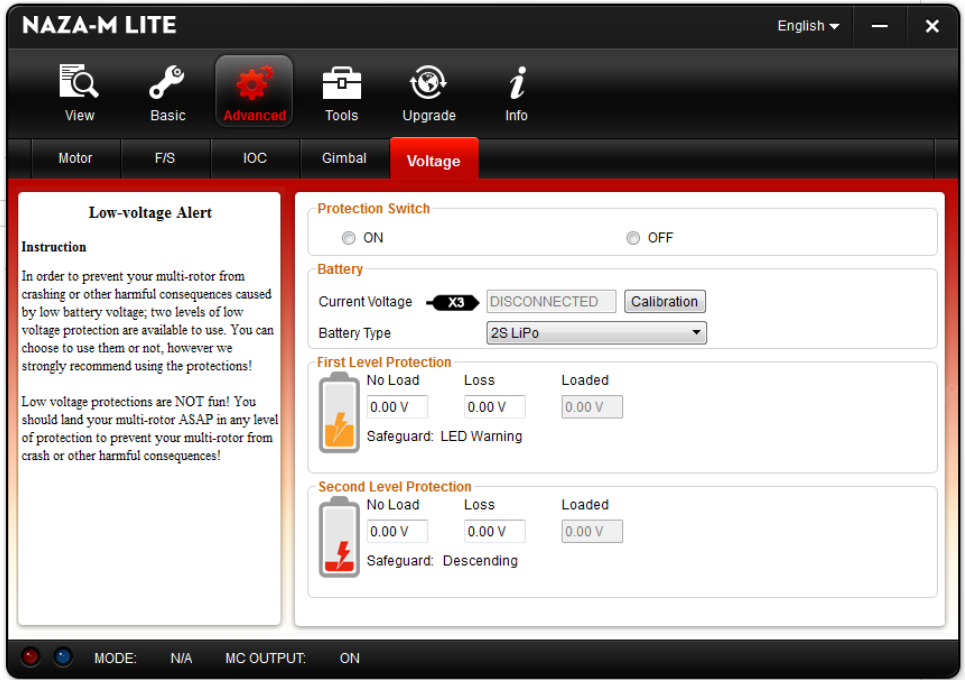 NAZA-M LITE
English
View
Basic
Advanced
Tools
Upgrade
Info
Motor
F/S
IOC
Gimbal
Voltage
Low-voltage Alert
Instruction
In order to prevent your multi-rotor from
crashing or other harmful consequences caused
by low battery voltage; two levels of low
voltage protection are available to use. You can
choose to use them or not, however we
strongly recommend using the protections!
Low voltage protections are NOT fun! You
should land your multi-rotor ASAP in any level
of protection to prevent your multi-rotor from
crash or other harmful consequences!
Protection Switch
ON
OFF
Battery
Current Voltage X3 DISCONNECTED Calibration
Battery Type 2S LiPo
First Level Protection
No Load Loss Loaded
0.00 V 0.00 V 0.00 V
Safeguard: LED Warning
Second Level Protection
No Load Loss Loaded
0.00 V 0.00 V 0.00 V
Safeguard: Descending
MODE: N/A MC OUTPUT: ON